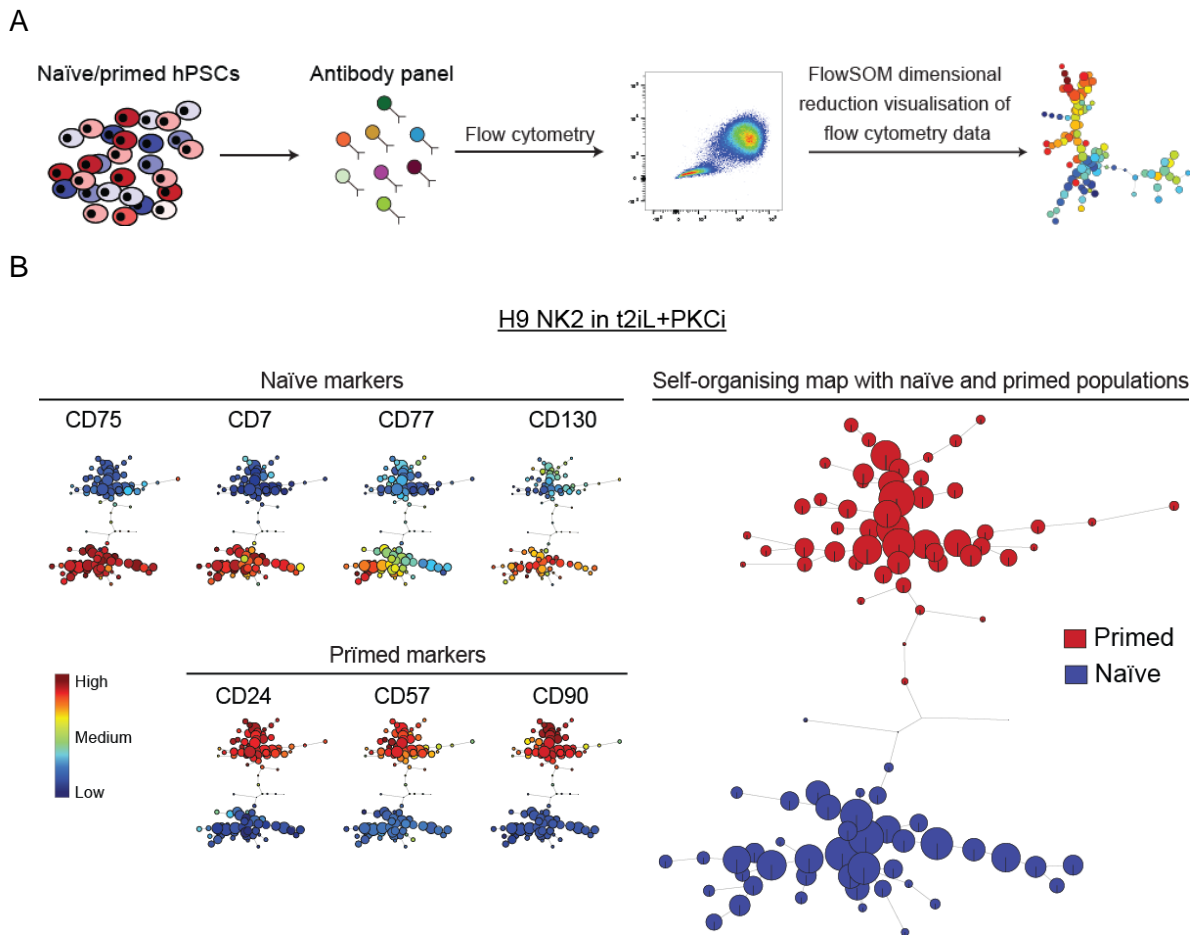 A
Naïve/primed hPSCs
Antibody panel
Flow cytometry
FlowSOM dimensional
reduction visualisation of
flow cytometry data
B
H9 NK2 in t2iL+PKCi
Naïve markers
CD75 CD7 CD77 CD130
Self-organising map with naïve and primed populations
Primed
Naïve
Prïmed markers
CD24 CD57 CD90
High
Medium
Low